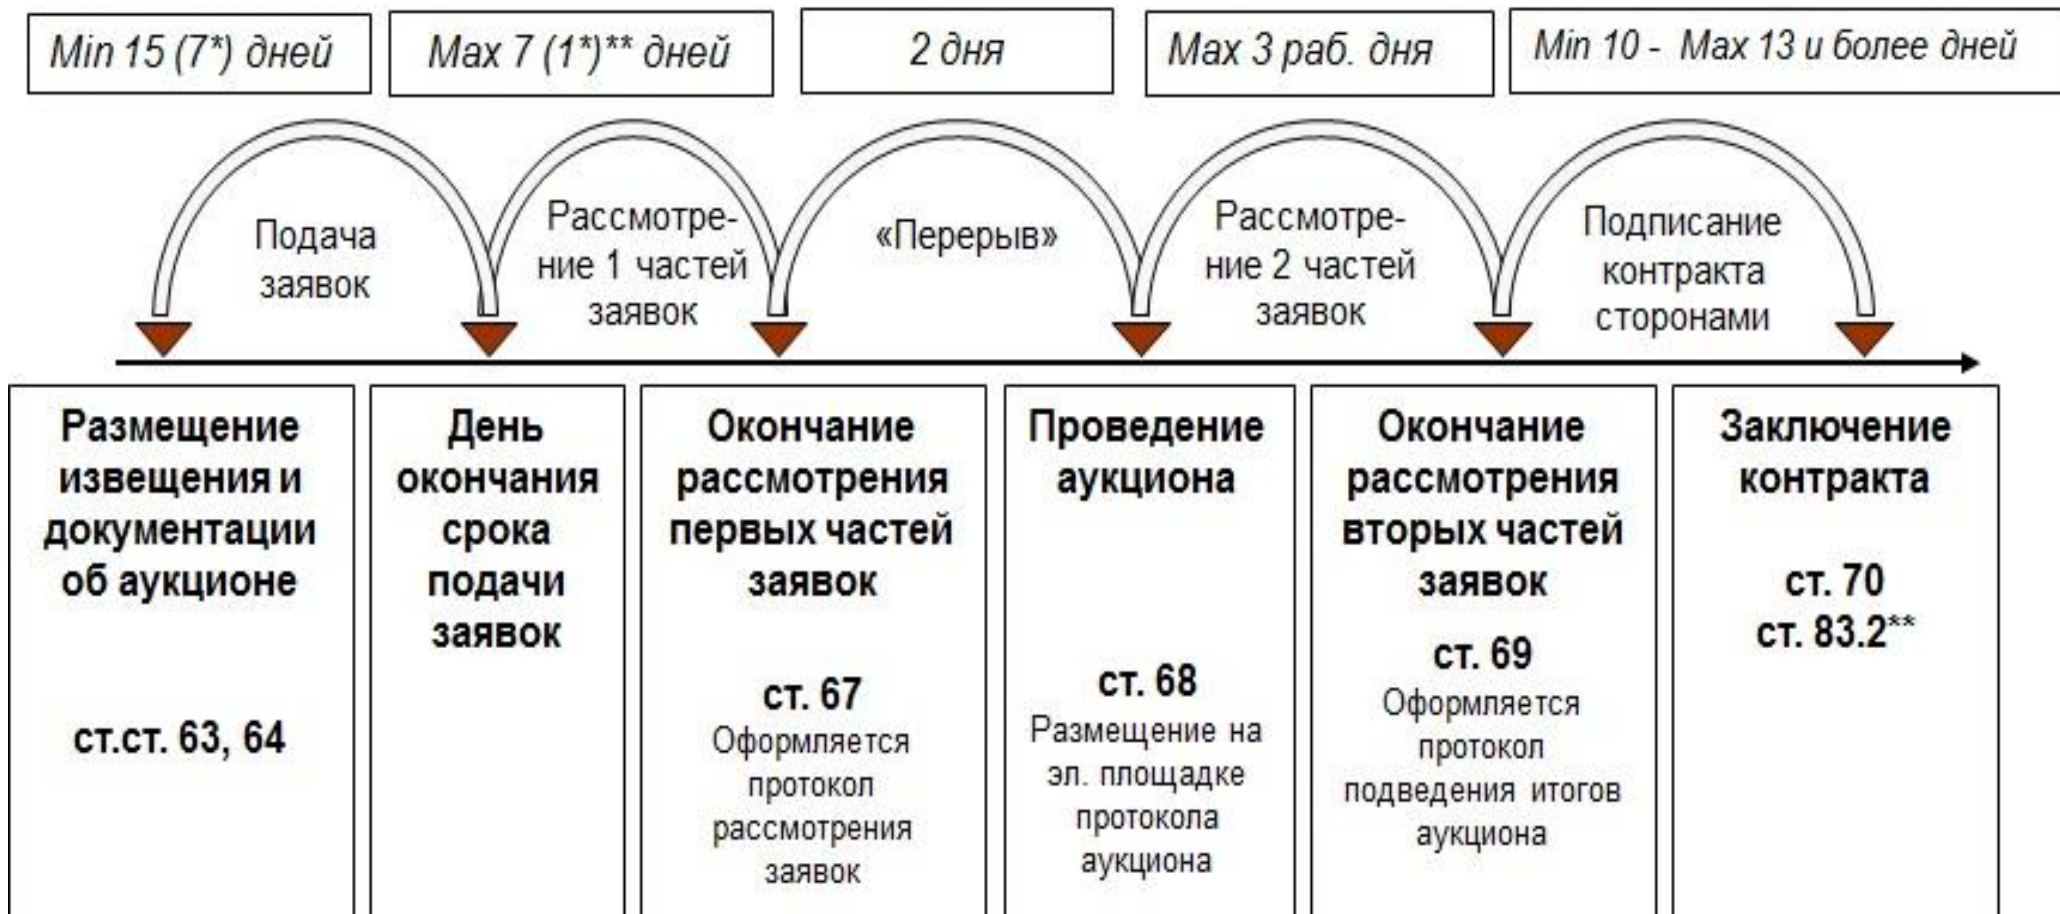 Min 15 (7*) дней
Max 7 (1*)** дней
2 дня
Max 3 раб. дня
Min 10 - Max 13 и более дней
Подача
заявок
Рассмотре-
ние 1 частей
заявок
«Перерыв»
Рассмотре-
ние 2 частей
заявок
Подписание
контракта
сторонами
Размещение
извещения и
документации
об аукционе
ст.ст. 63, 64
День
окончания
срока
подачи
заявок
Окончание
рассмотрения
первых частей
заявок
ст. 67
Оформляется
протокол
рассмотрения
заявок
Проведение
аукциона
ст. 68
Размещение на
эл. площадке
протокола
аукциона
Окончание
рассмотрения
вторых частей
заявок
ст. 69
Оформляется
протокол
подведения итогов
аукциона
Заключение
контракта
ст. 70
ст. 83.2**